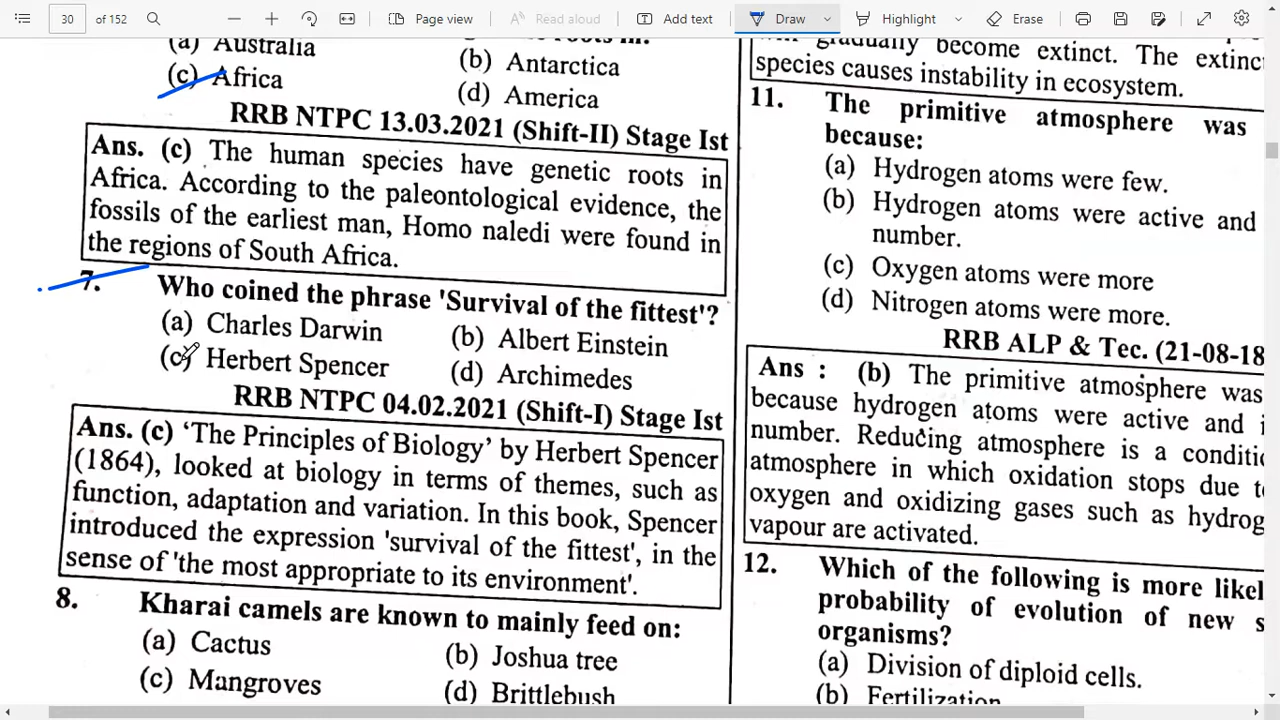 30 of 152
Page view
Read aloud
Add text
Draw
Highlight
Erase
(a) Australia
(b) Antarctica
(c) Africa
(d) America
RRB NTPC 13.03.2021 (Shift-II) Stage Ist
Ans. (c) The human species have genetic roots in
Africa. According to the paleontological evidence, the
fossils of the earliest man, Homo naledi were found in
the regions of South Africa.
7. Who coined the phrase 'Survival of the fittest'?
(a) Charles Darwin
(b) Albert Einstein
(c) Herbert Spencer
(d) Archimedes
RRB NTPC 04.02.2021 (Shift-I) Stage Ist
Ans. (c) ‘The Principles of Biology’ by Herbert Spencer
(1864), looked at biology in terms of themes, such as
function, adaptation and variation. In this book, Spencer
introduced the expression 'survival of the fittest', in the
sense of 'the most appropriate to its environment'.
8. Kharai camels are known to mainly feed on:
(a) Cactus
(b) Joshua tree
(c) Mangroves
(d) Brittlebush
will gradually become extinct. The extinc
species causes instability in ecosystem.
11. The primitive atmosphere was
because:
(a) Hydrogen atoms were few.
(b) Hydrogen atoms were active and
number.
(c) Oxygen atoms were more
(d) Nitrogen atoms were more.
RRB ALP & Tec. (21-08-18
Ans : (b) The primitive atmosphere was
because hydrogen atoms were active and i
number. Reducing atmosphere is a conditi
atmosphere in which oxidation stops due t
oxygen and oxidizing gases such as hydrog
vapour are activated.
12. Which of the following is more likel
probability of evolution of new s
organisms?
(a) Division of diploid cells.
(b) Fertilization